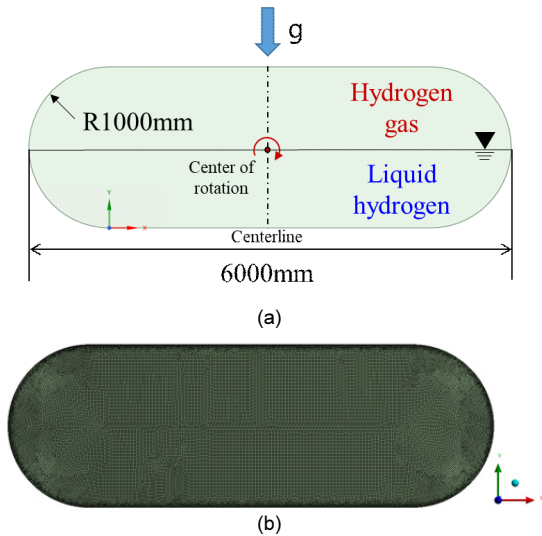 g
R1000mm
Hydrogen
gas
Center of
rotation
Liquid
hydrogen
Y
X
Centerline
6000mm
(a)
Y
X
(b)